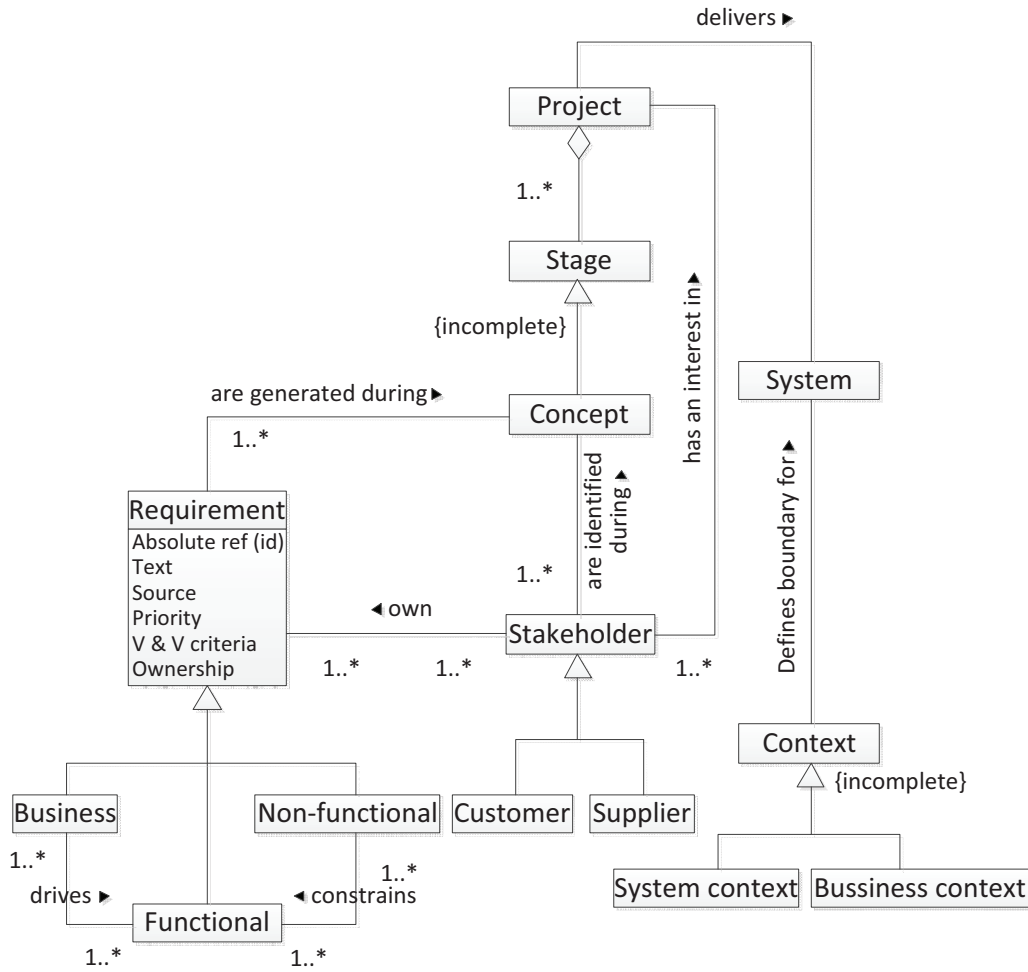 delivers ►
Project
1..*
Stage
{incomplete}
has an interest in ►
System
are generated during ►
Concept
1..*
are identified
during ►
Defines boundary for ►
Requirement
Absolute ref (id)
Text
Source
Priority
V & V criteria
Ownership
1..*
◄ own
Stakeholder
1..*
1..*
1..*
Context
{incomplete}
Business
Non-functional
Customer
Supplier
1..*
1..*
drives ►
◄ constrains
System context
Bussiness context
Functional
1..*
1..*